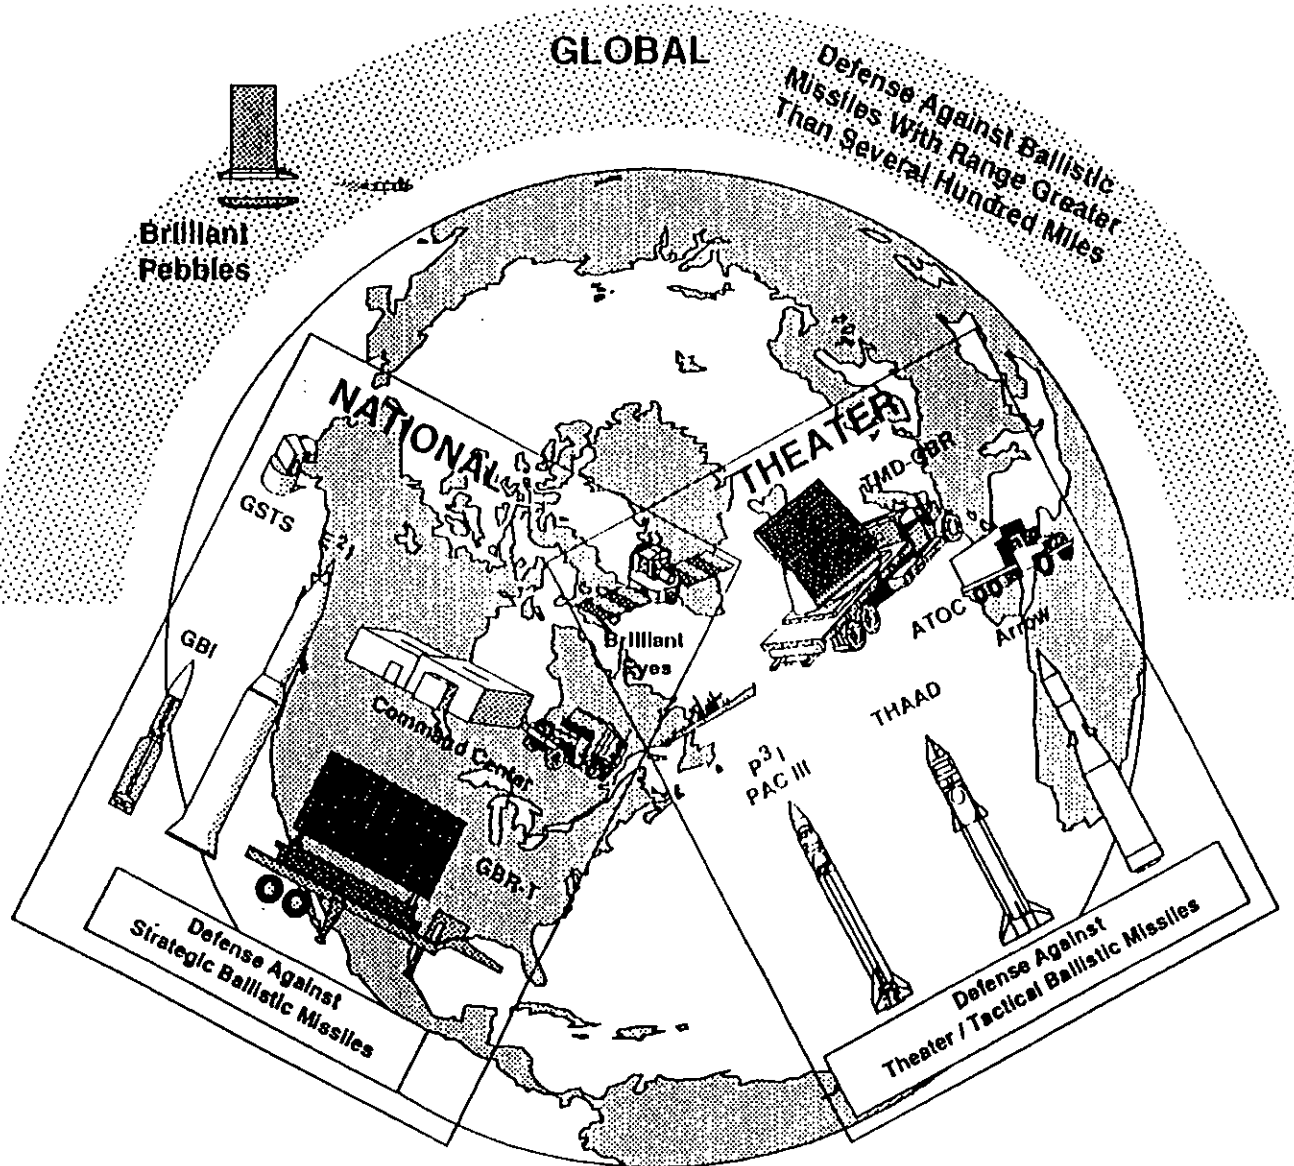 GLOBAL
Defense Against Ballistic
Missiles With Range Greater
Than Several Hundred Miles
Brilliant
Pebbles
NATIONAL
GSTS
E²I
GBI
Command Center
GBR-T
Defense Against
Strategic Ballistic Missiles
Brilliant
Eyes
THEATER
TMD-GBR
ATOC
Arrow
THAAD
P³I
PAC III
Defense Against
Theater / Tactical Ballistic Missiles